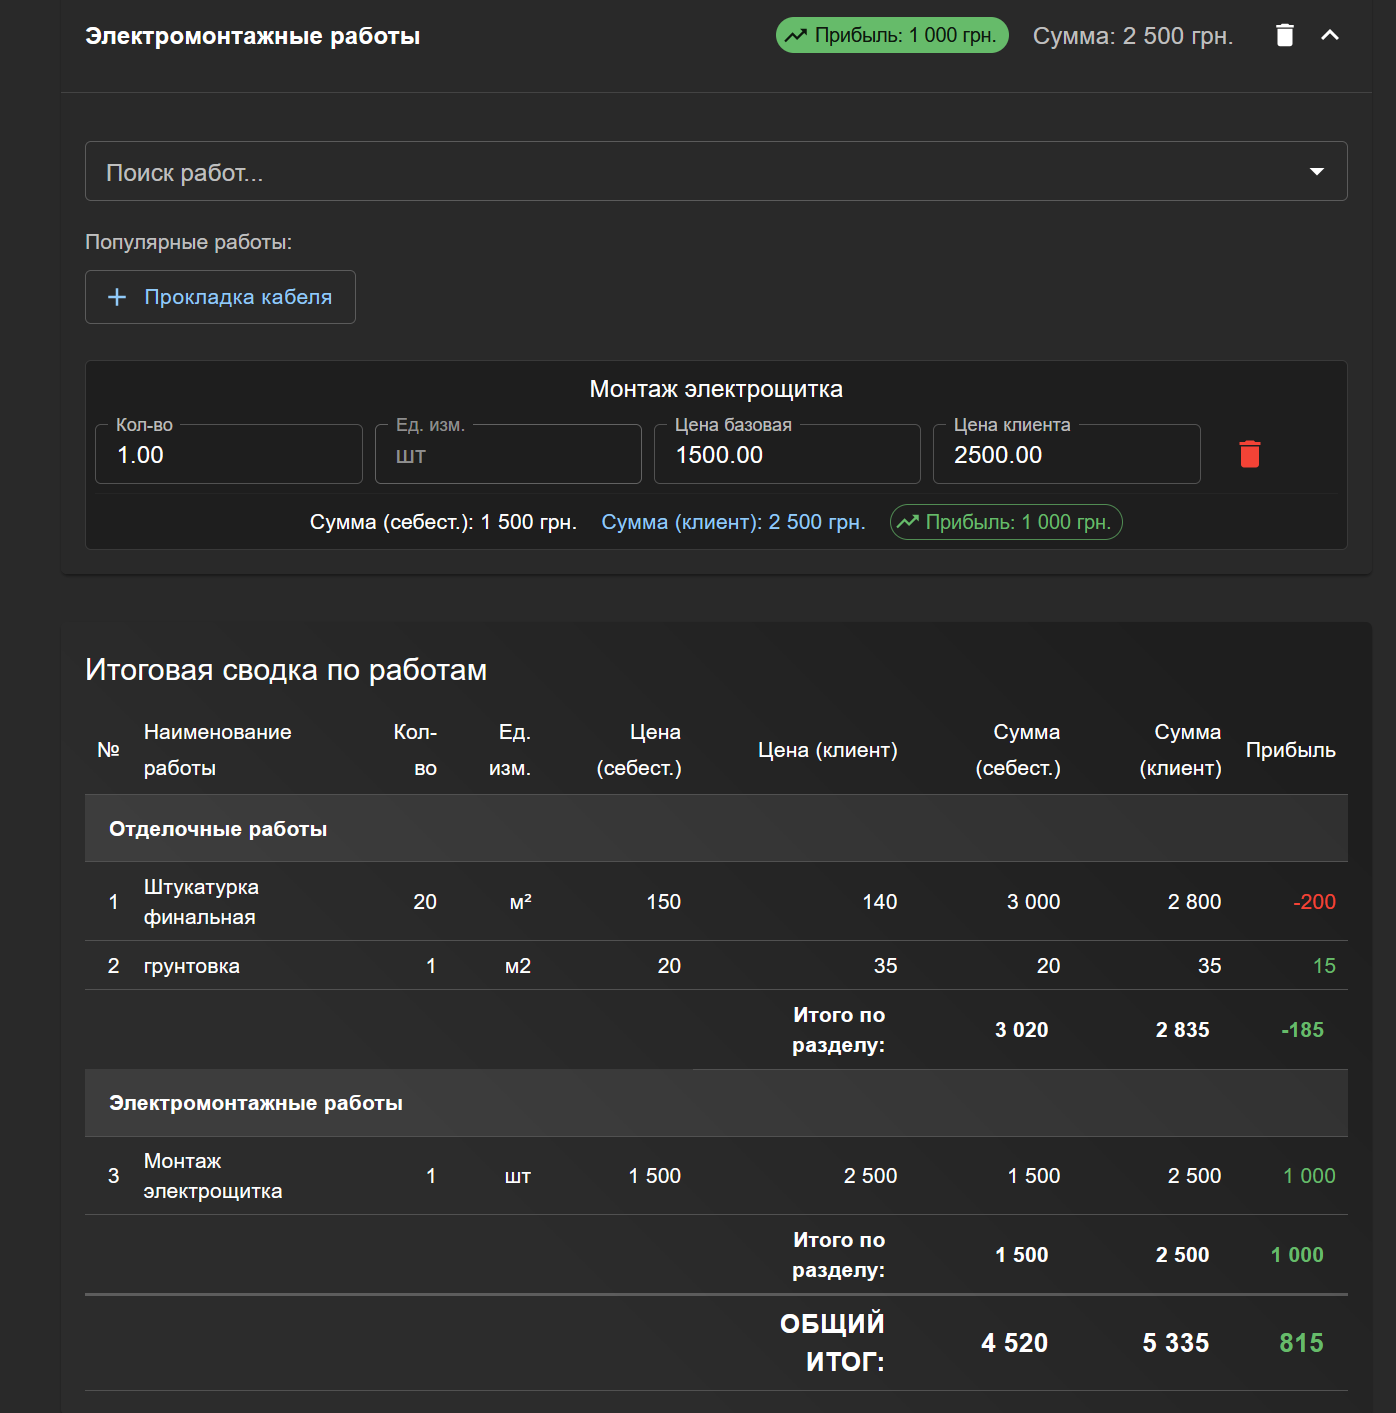 Электромонтажные работы
Прибыль: 1 000 грн.
Сумма: 2 500 грн.
Поиск работ...
Популярные работы:
+ Прокладка кабеля
Монтаж электрощитка
Кол-во
Ед. изм.
Цена базовая
Цена клиента
1.00
шт
1500.00
2500.00
Сумма (себест.): 1 500 грн.
Сумма (клиент): 2 500 грн.
Прибыль: 1 000 грн.
Итоговая сводка по работам
№
Наименование
работы
Кол-
во
Ед.
изм.
Цена
(себест.)
Цена (клиент)
Сумма
(себест.)
Сумма
(клиент)
Прибыль
Отделочные работы
1
Штукатурка
финальная
20
м²
150
140
3 000
2 800
-200
2
грунтовка
1
м2
20
35
20
35
15
Итого по
разделу:
3 020
2 835
-185
Электромонтажные работы
3
Монтаж
электрощитка
1
шт
1 500
2 500
1 500
2 500
1 000
Итого по
разделу:
1 500
2 500
1 000
ОБЩИЙ
ИТОГ:
4 520
5 335
815